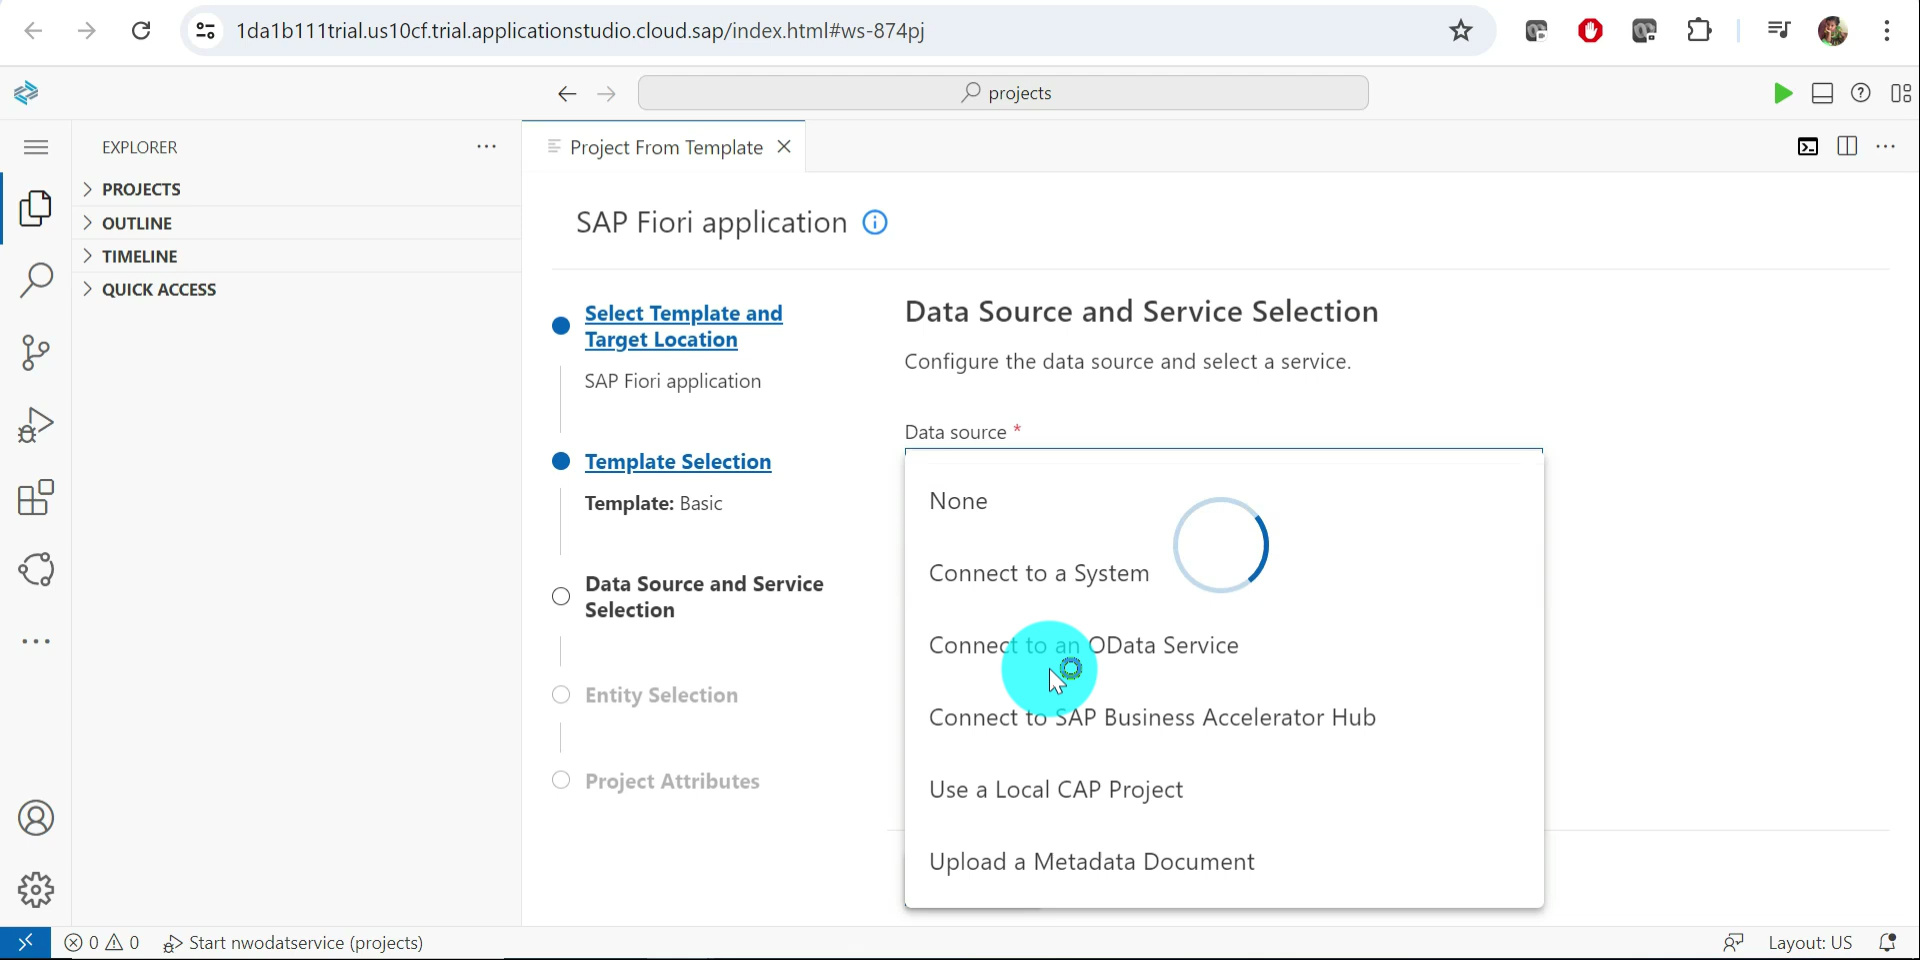 1da1b111trial.us10cf.trial.applicationstudio.cloud.sap/index.html#ws-874pj
projects
EXPLORER
PROJECTS
OUTLINE
TIMELINE
QUICK ACCESS
Project From Template
SAP Fiori application
Select Template and
Target Location
SAP Fiori application
Template Selection
Template: Basic
Data Source and Service
Selection
Entity Selection
Project Attributes
Data Source and Service Selection
Configure the data source and select a service.
Data source *
None
Connect to a System
Connect to an OData Service
Connect to SAP Business Accelerator Hub
Use a Local CAP Project
Upload a Metadata Document
0 0 Start nwodatservice (projects)
Layout: US